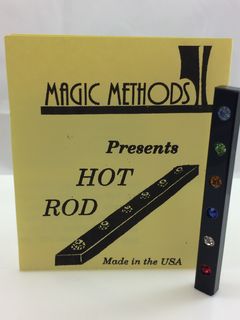 MAGIC METHODS
Presents
HOT
ROD
Made in the USA